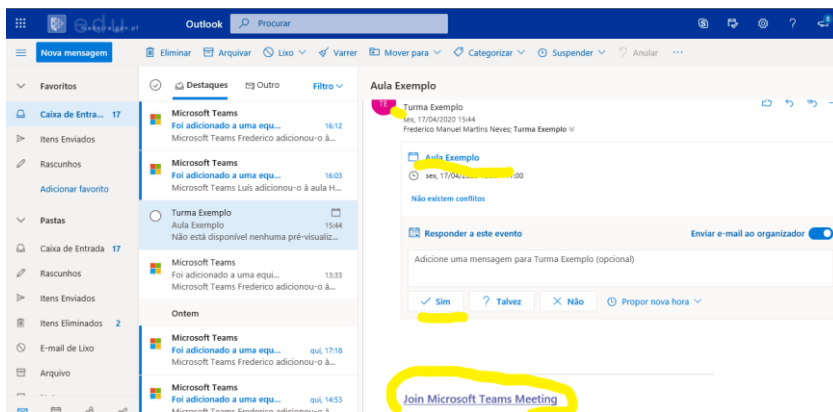 Outlook
Procurar
Nova mensagem
Eliminar
Arquivar
Lixo
Varrer
Mover para
Categorizar
Suspender
Anular
Favoritos
Caixa de Entra... 17
Itens Enviados
Rascunhos
Adicionar favorito
Pastas
Caixa de Entrada 17
Rascunhos
Itens Enviados
Itens Eliminados 2
E-mail de Lixo
Arquivo
Destaques
Outro
Filtro
Microsoft Teams
Foi adicionado a uma equ... 16:12
Microsoft Teams Frederico adicionou-o à...
Microsoft Teams
Foi adicionado a uma equ... 16:03
Microsoft Teams Luís adicionou-o à aula H...
Turma Exemplo
Aula Exemplo 15:44
Não está disponível nenhuma pré-visualiz...
Microsoft Teams
Foi adicionado a uma equi... 13:33
Microsoft Teams Frederico adicionou-o à...
Ontem
Microsoft Teams
Foi adicionado a uma equ... qui, 17:18
Microsoft Teams Frederico adicionou-o à...
Microsoft Teams
Foi adicionado a uma equ... qui, 14:53
Microsoft Teams Frederico adicionou-o à
Aula Exemplo
TE
Turma Exemplo
sex, 17/04/2020 15:44
Frederico Manuel Martins Neves; Turma Exemplo
Aula Exemplo
sex, 17/04/
Não existem conflitos
Responder a este evento
Enviar e-mail ao organizador
Adicione uma mensagem para Turma Exemplo (opcional)
Sim
? Talvez
Não
Propor nova hora
Join Microsoft Teams Meeting